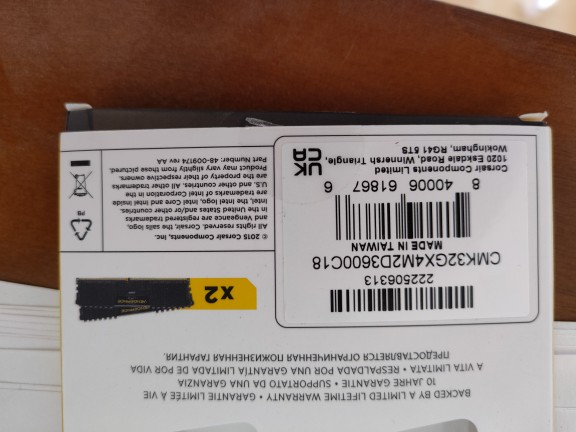 BACKED BY A LIMITED LIFETIME WARRANTY • GARANTIE LIMITÉE À VIE
10 JAHRE GARANTIE • SUPPORTATO DA UNA GARANZIA
A VITA LIMITATA • RESPALDADA POR UNA GARANTÍA LIMITADA DE POR VIDA
ПРЕДОСТАВЛЯЕТСЯ ОГРАНИЧЕННАЯ ПОЖИЗНЕННАЯ ГАРАНТИЯ.
222506313
CMK32GX4M2D3600C18
MADE IN TAIWAN
8 40006 61867 6
UK
CA
Corsair Components Limited
1020 Eskdale Road, Winnersh Triangle,
Wokingham, RG41 5TS
x2
VENGEANCE
© 2015 Corsair Components, Inc.
All rights reserved. Corsair, the sails logo,
and Vengeance are registered trademarks
in the United States and/or other countries.
Intel, the Intel logo, Intel Core and Intel Inside
are trademarks of Intel Corporation in the
U.S. and other countries. All other trademarks
are the property of their respective owners.
Product may vary slightly from those pictured.
Part Number: 49-009174 rev AA